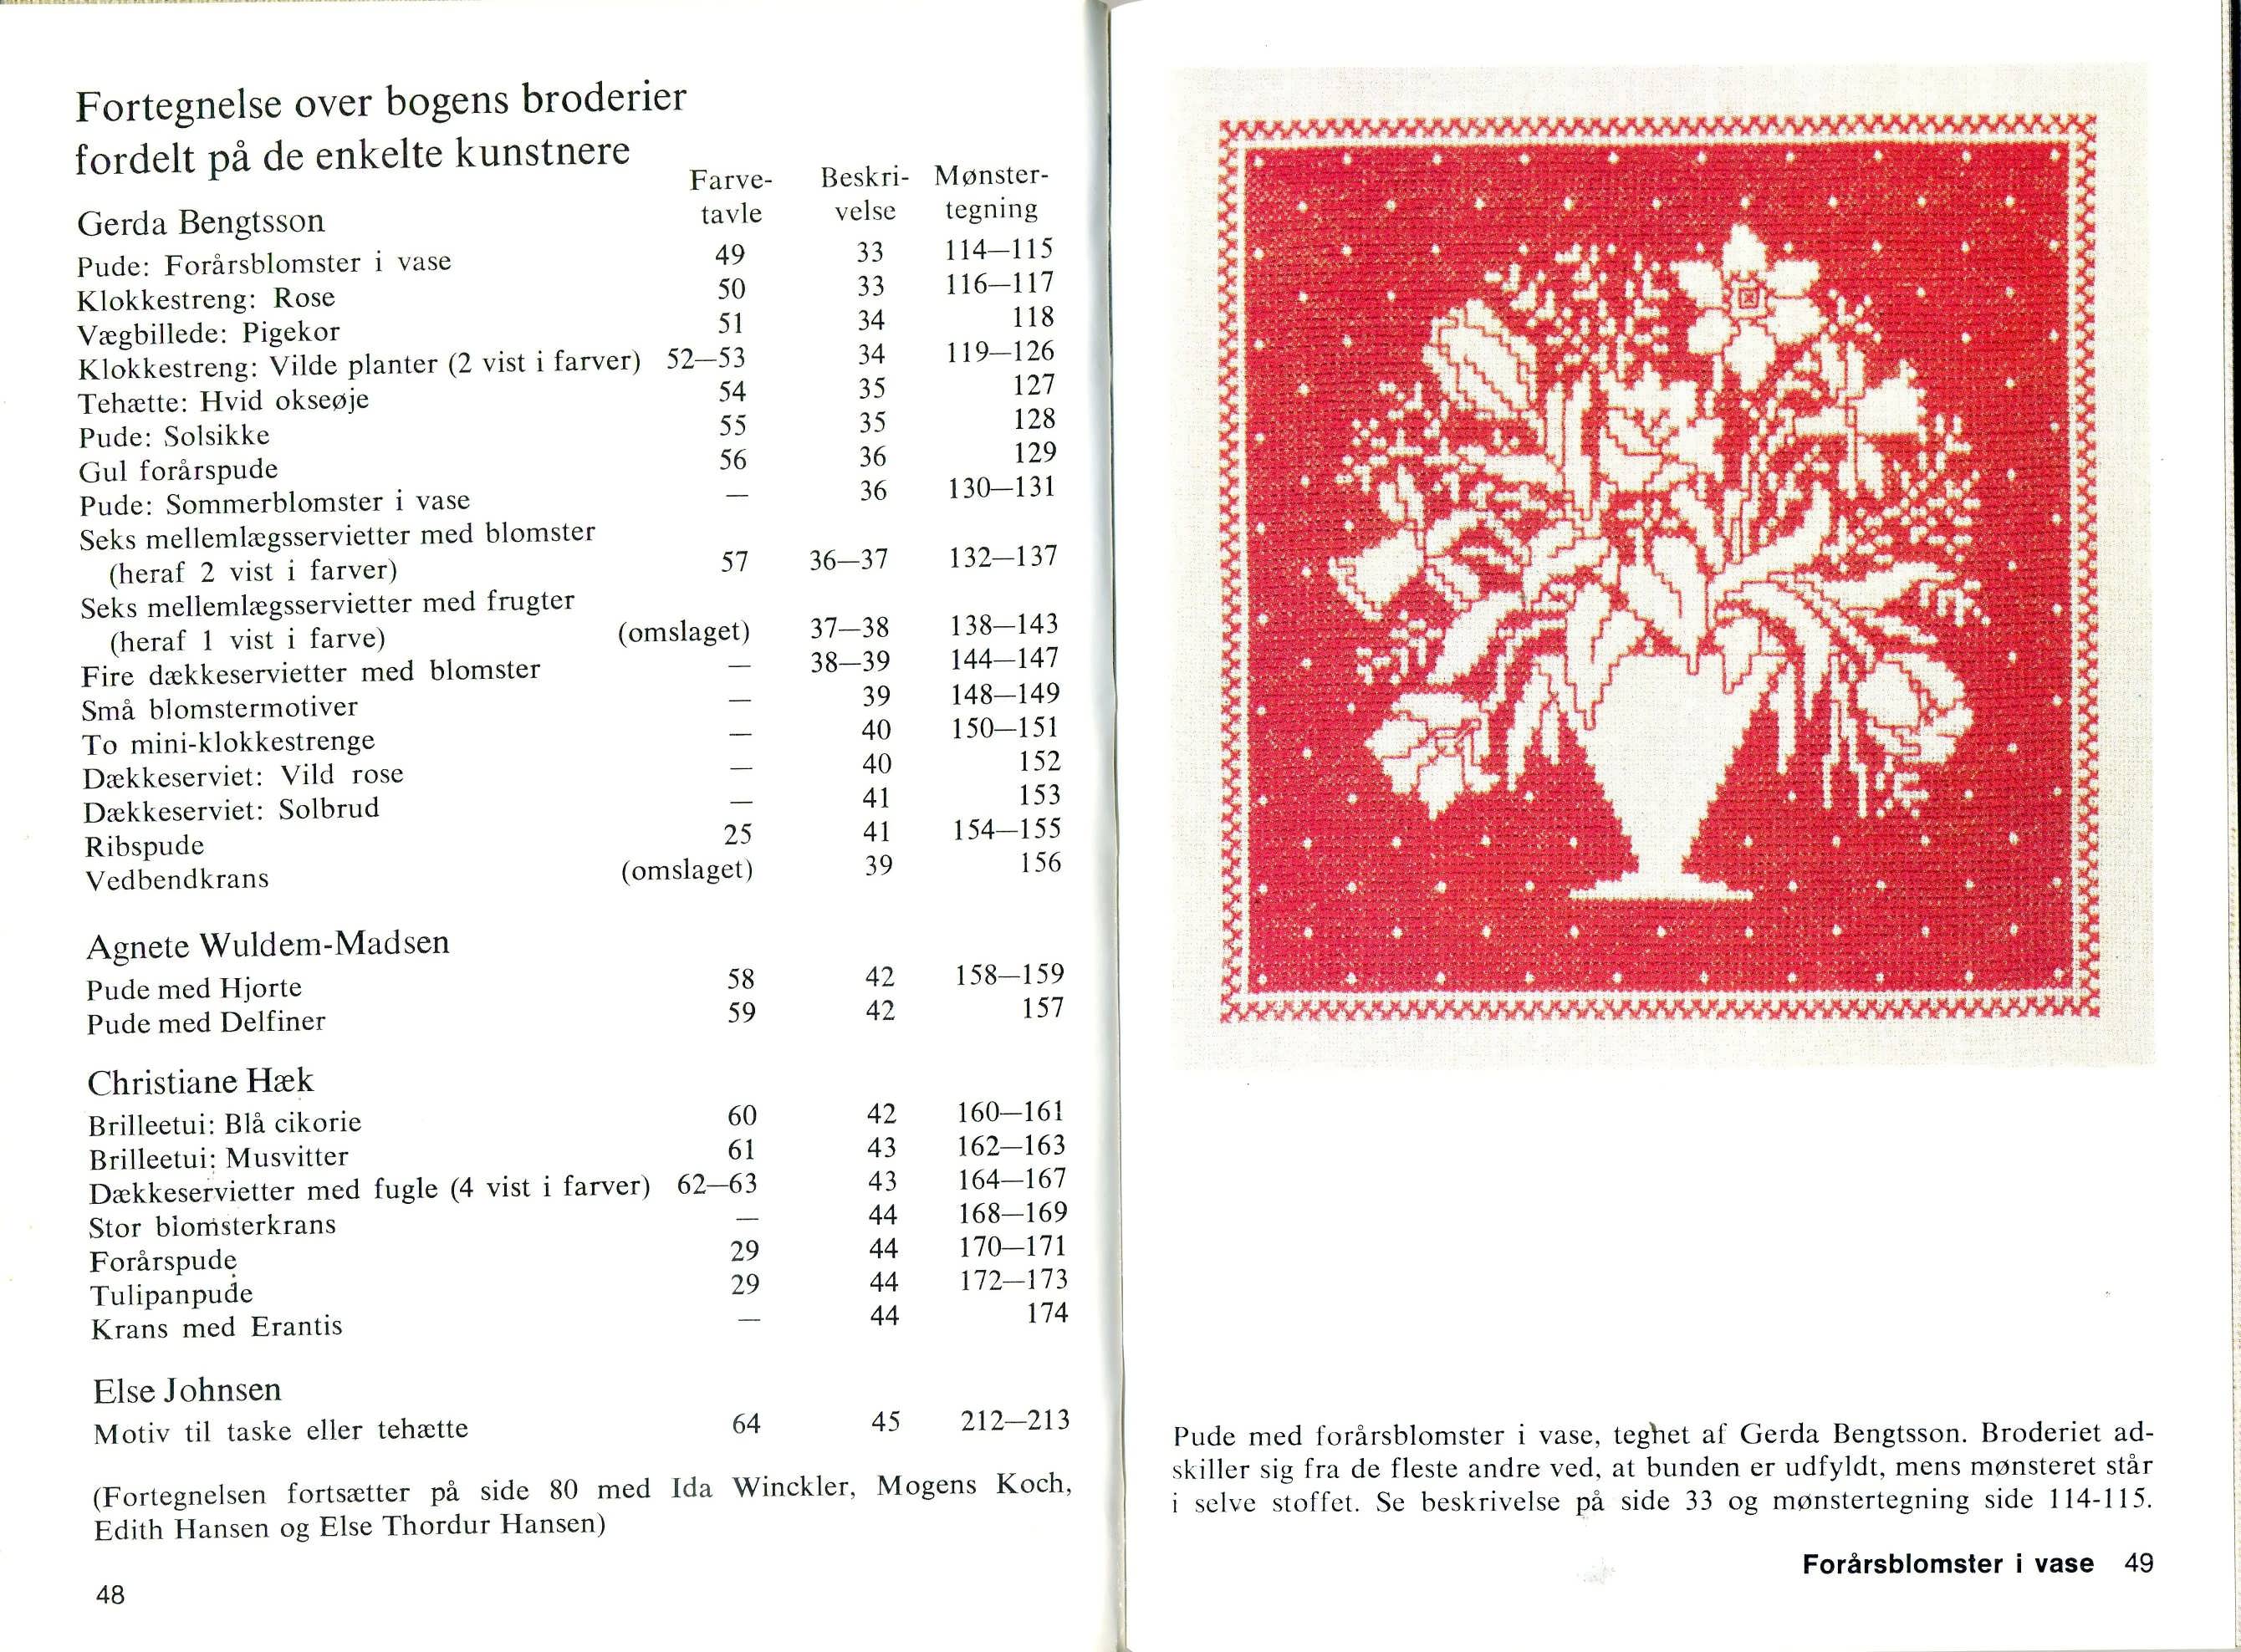 Fortegnelse over bogens broderier
fordelt på de enkelte kunstnere
Farve- Beskri- Mønster-
Gerda Bengtsson tavle velse tegning
Pude: Forårsblomster i vase 49 33 114—115
Klokkestreng: Rose 50 33 116—117
Vægbillede: Pigekor 51 34 118
Klokkestreng: Vilde planter (2 vist i farver) 52—53 34 119—126
Tehætte: Hvid okseøje 54 35 127
Pude: Solsikke 55 35 128
Gul forårspude 56 36 129
Pude: Sommerblomster i vase — 36 130—131
Seks mellemlægsservietter med blomster
(heraf 2 vist i farver) 57 36—37 132—137
Seks mellemlægsservietter med frugter
(heraf 1 vist i farve) (omslaget) 37—38 138—143
Fire dækkeservietter med blomster — 38—39 144—147
Små blomstermotiver — 39 148—149
To mini-klokkestrenge — 40 150—151
Dækkeserviet: Vild rose — 40 152
Dækkeserviet: Solbrud — 41 153
Ribspude 25 41 154—155
Vedbendkrans (omslaget) 39 156
Agnete Wuldem-Madsen
Pude med Hjorte 58 42 158—159
Pude med Delfiner 59 42 157
Christiane Hæk
Brilleetui: Blå cikorie 60 42 160—161
Brilleetui: Musvitter 61 43 162—163
Dækkeservietter med fugle (4 vist i farver) 62—63 43 164—167
Stor blomsterkrans — 44 168—169
Forårspude 29 44 170—171
Tulipanpude 29 44 172—173
Krans med Erantis — 44 174
Else Johnsen
Motiv til taske eller tehætte 64 45 212—213
(Fortegnelsen fortsætter på side 80 med Ida Winckler, Mogens Koch,
Edith Hansen og Else Thordur Hansen)
48
Pude med forårsblomster i vase, tegnet af Gerda Bengtsson. Broderiet ad-
skiller sig fra de fleste andre ved, at bunden er udfyldt, mens mønsteret står
i selve stoffet. Se beskrivelse på side 33 og mønstertegning side 114-115.
Forårsblomster i vase 49